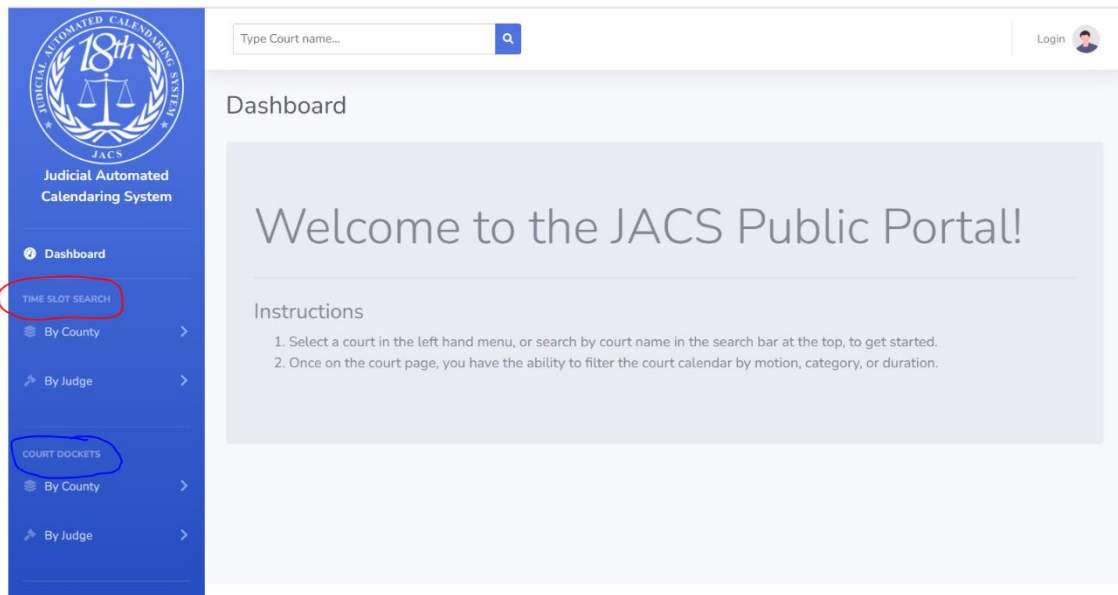 JUDICIAL AUTOMATED CALENDARING SYSTEM
18th
JACS
Judicial Automated
Calendaring System
Dashboard
TIME SLOT SEARCH
By County
By Judge
COURT DOCKETS
By County
By Judge
Type Court name...
Login
Dashboard
Welcome to the JACS Public Portal!
Instructions
1. Select a court in the left hand menu, or search by court name in the search bar at the top, to get started.
2. Once on the court page, you have the ability to filter the court calendar by motion, category, or duration.